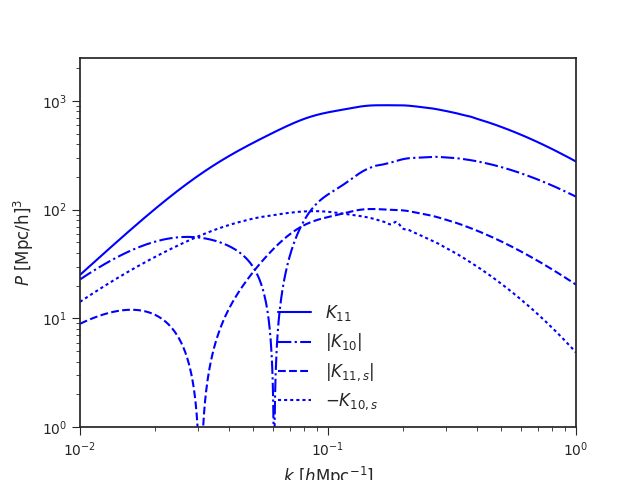 P [Mpc/h]³
10³
10²
10¹
10⁰
K₁₁
|K₁₀|
|K₁₁,ₛ|
−K₁₀,ₛ
10⁻² 10⁻¹ 10⁰
k [hMpc⁻¹]